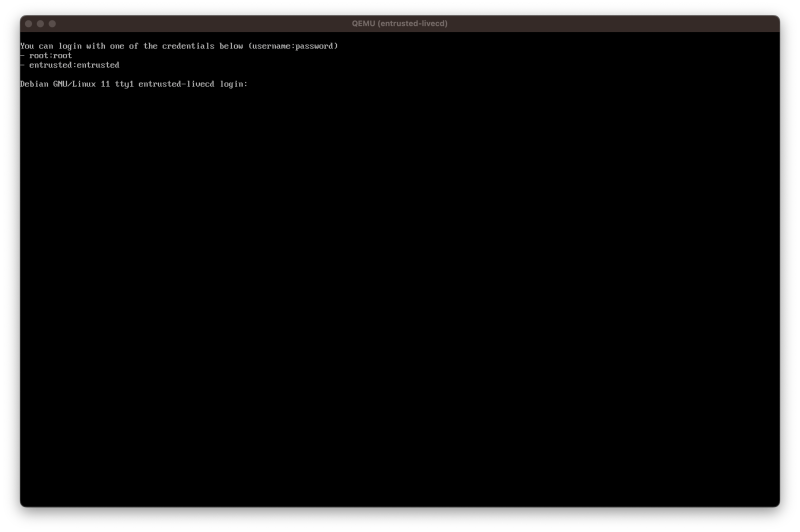 QEMU (entrusted-livecd)
You can login with one of the credentials below (username:password)
- root:root
- entrusted:entrusted
Debian GNU/Linux 11 tty1 entrusted-livecd login: